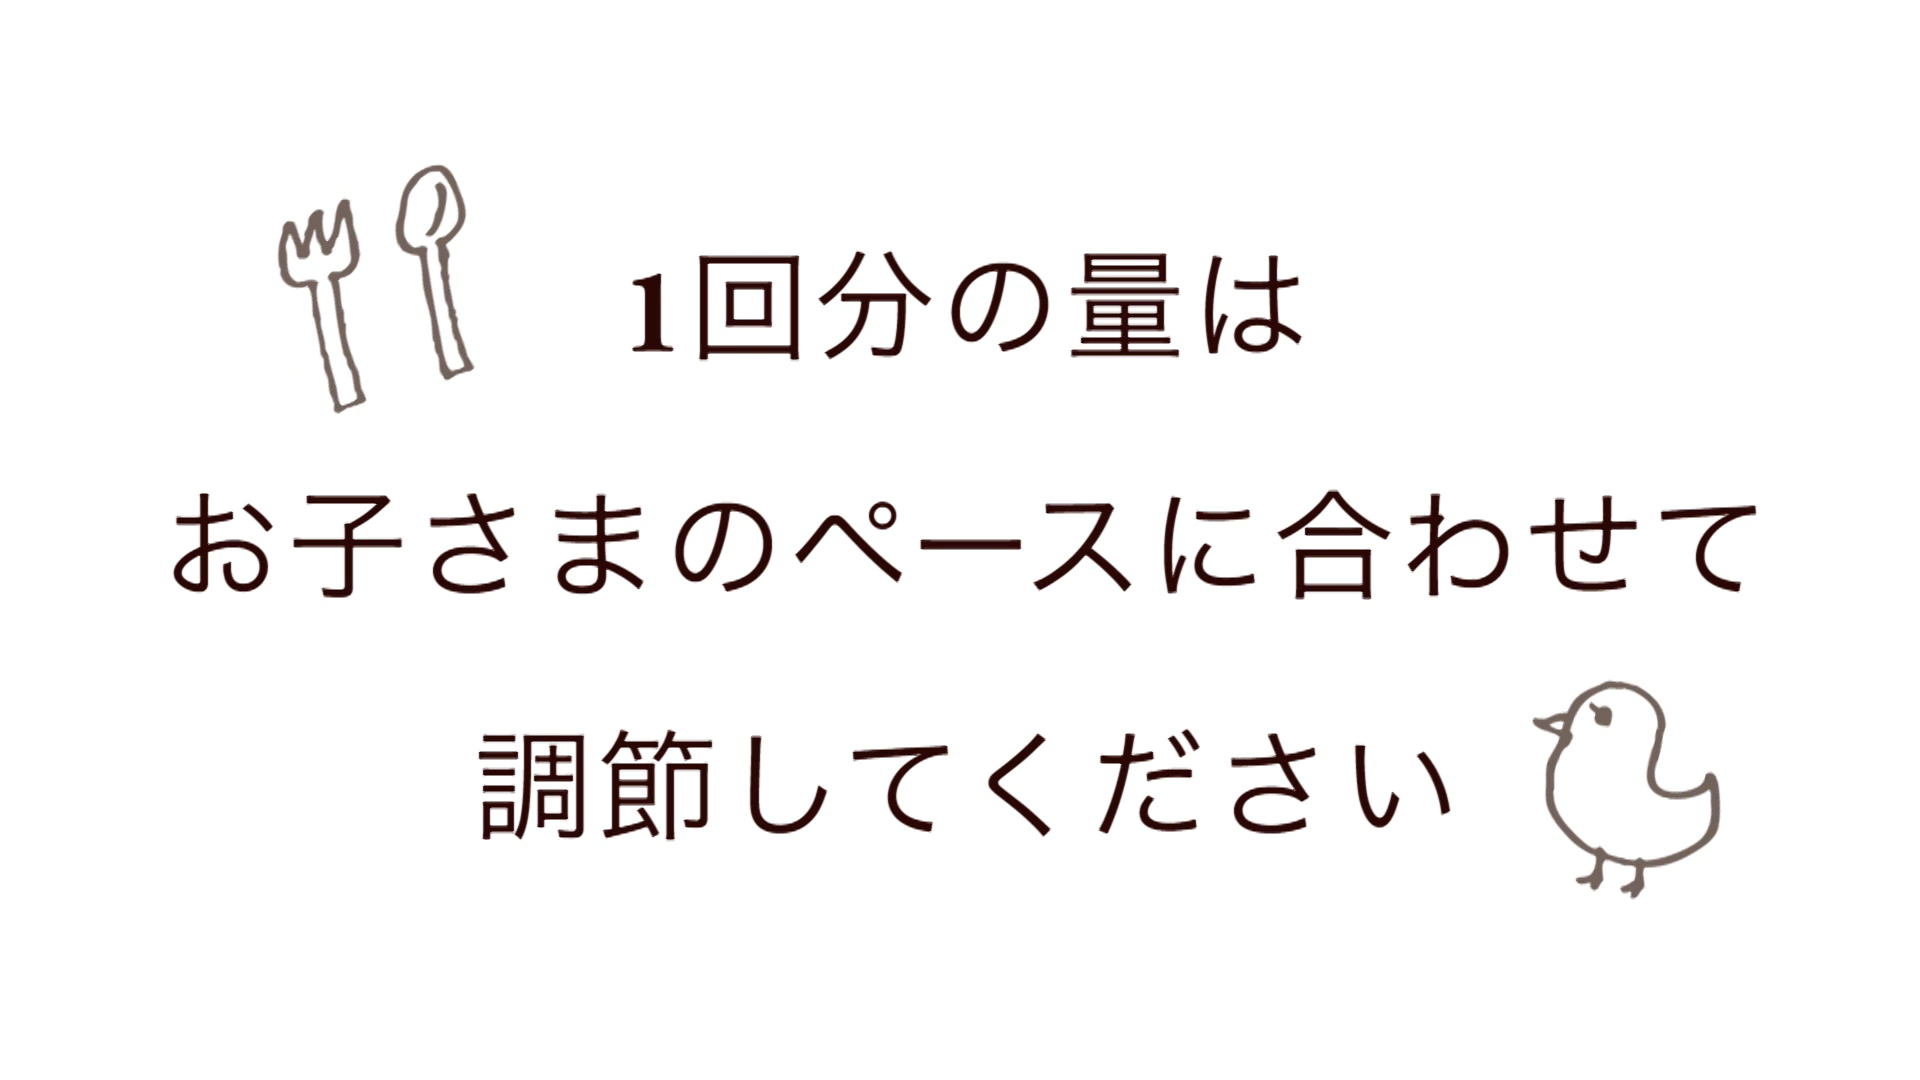 1回分の量は
お子さまのペースに合わせて
調節してください